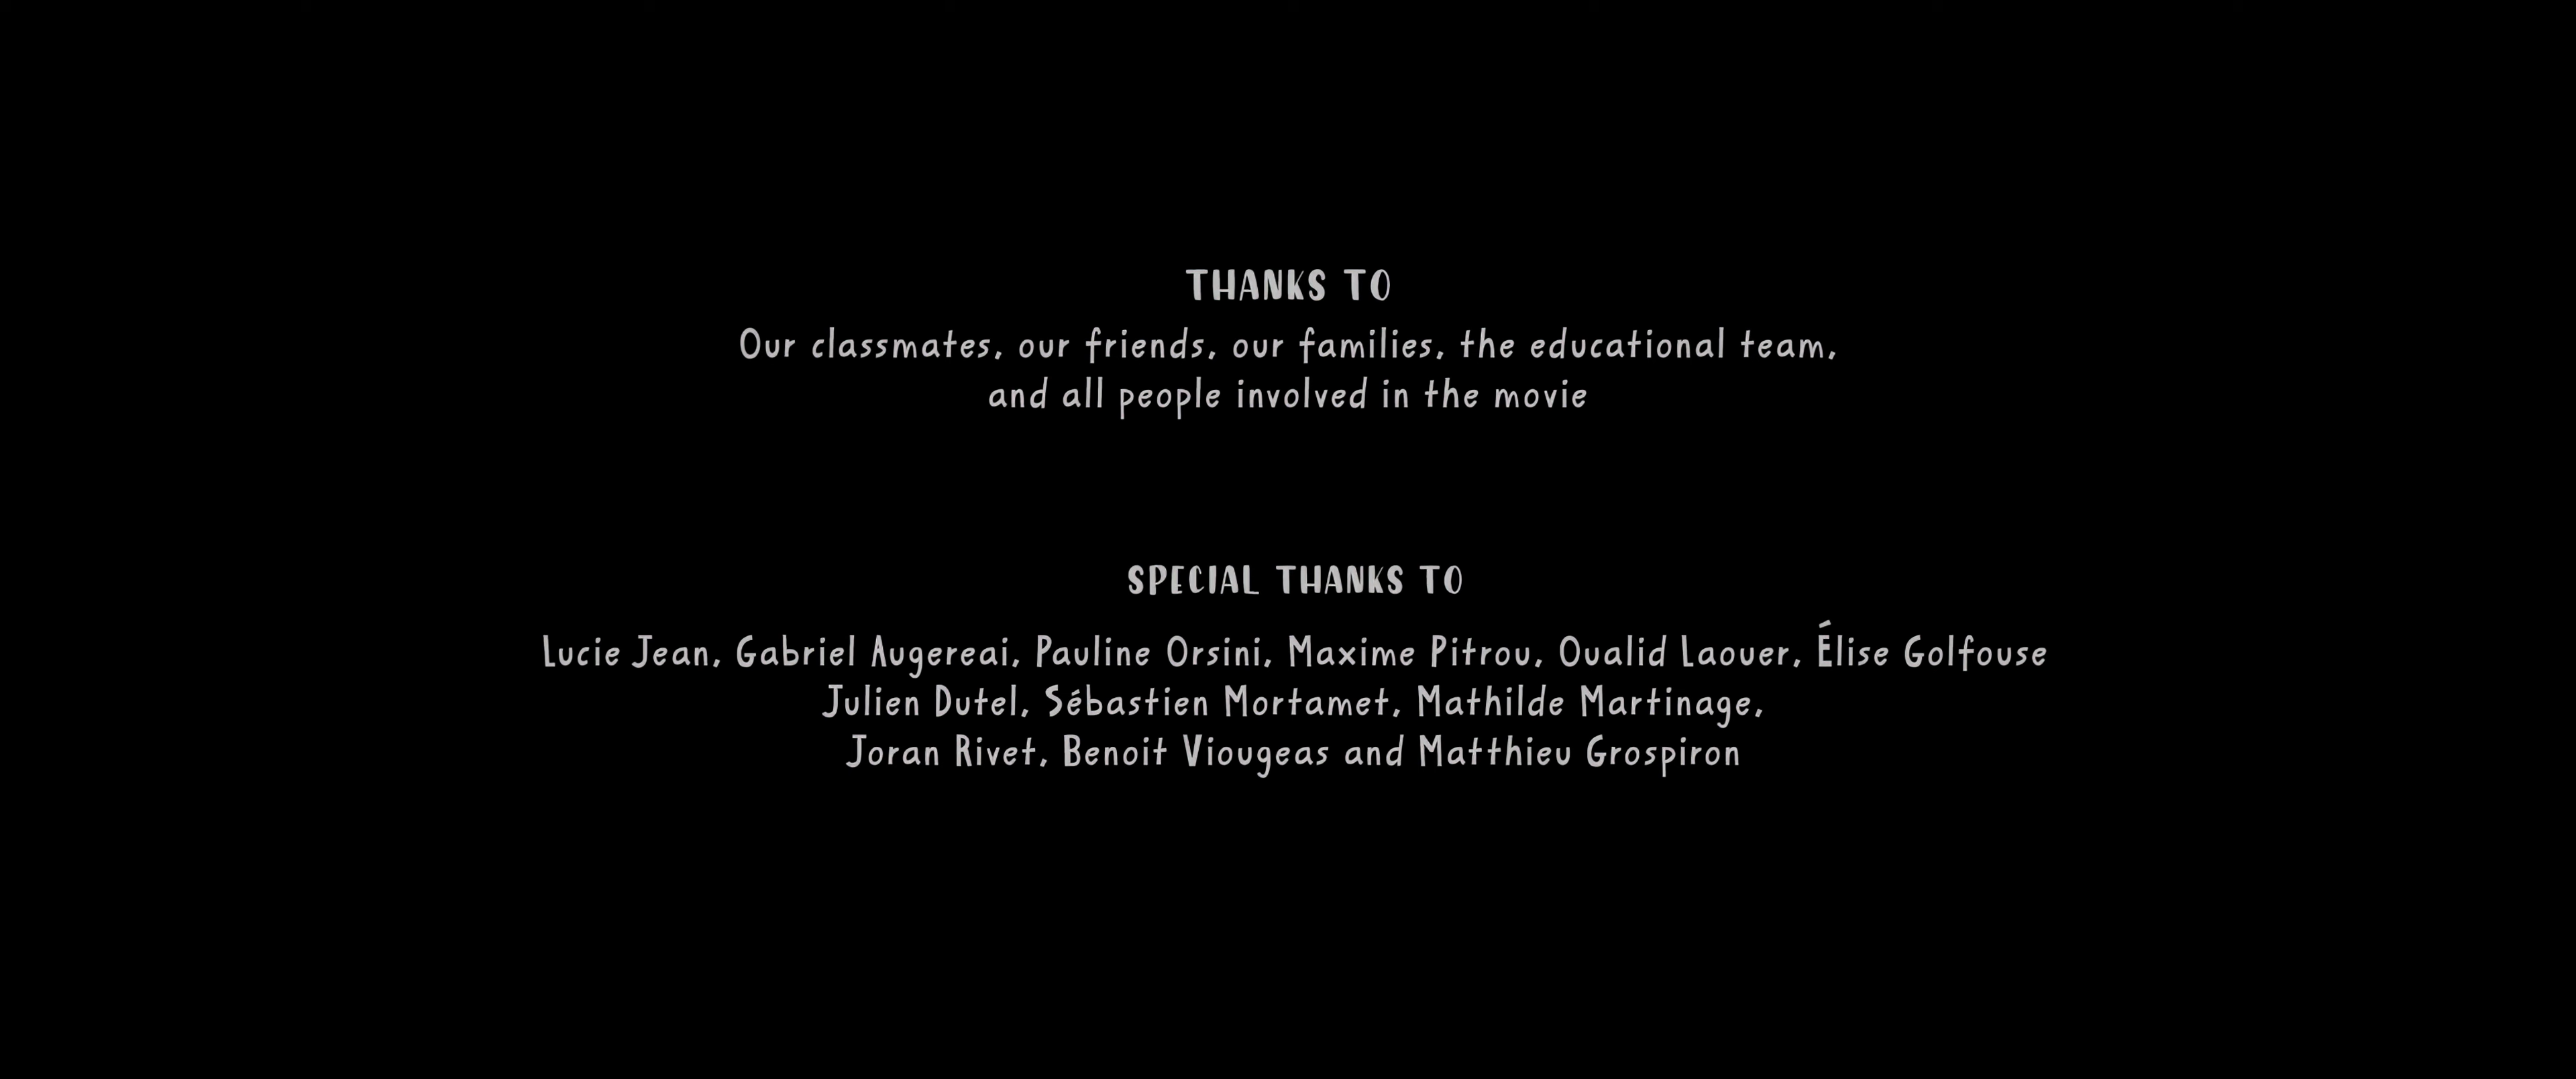 THANKS TO
Our classmates, our friends, our families, the educational team,
and all people involved in the movie
SPECIAL THANKS TO
Lucie Jean, Gabriel Augereai, Pauline Orsini, Maxime Pitrou, Oualid Laouer, Élise Golfouse
Julien Dutel, Sébastien Mortamet, Mathilde Martinage,
Joran Rivet, Benoit Viougeas and Matthieu Grospiron